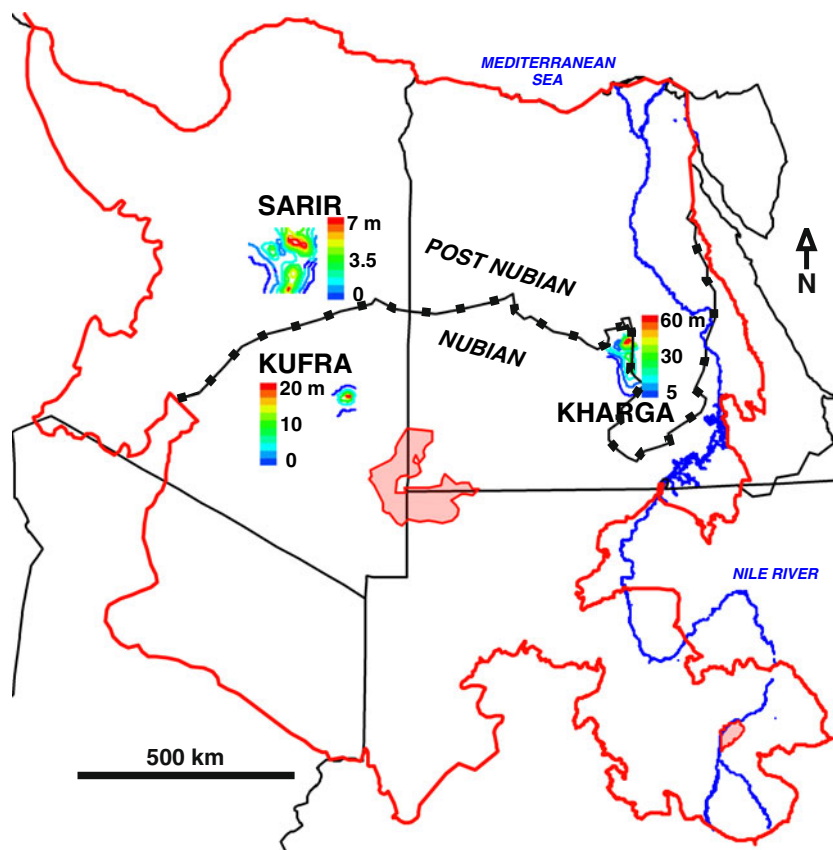 MEDITERRANEAN
SEA
SARIR
7 m
3.5
0
POST NUBIAN
N
NUBIAN
60 m
30
5
KUFRA
20 m
10
0
KHARGA
NILE RIVER
500 km